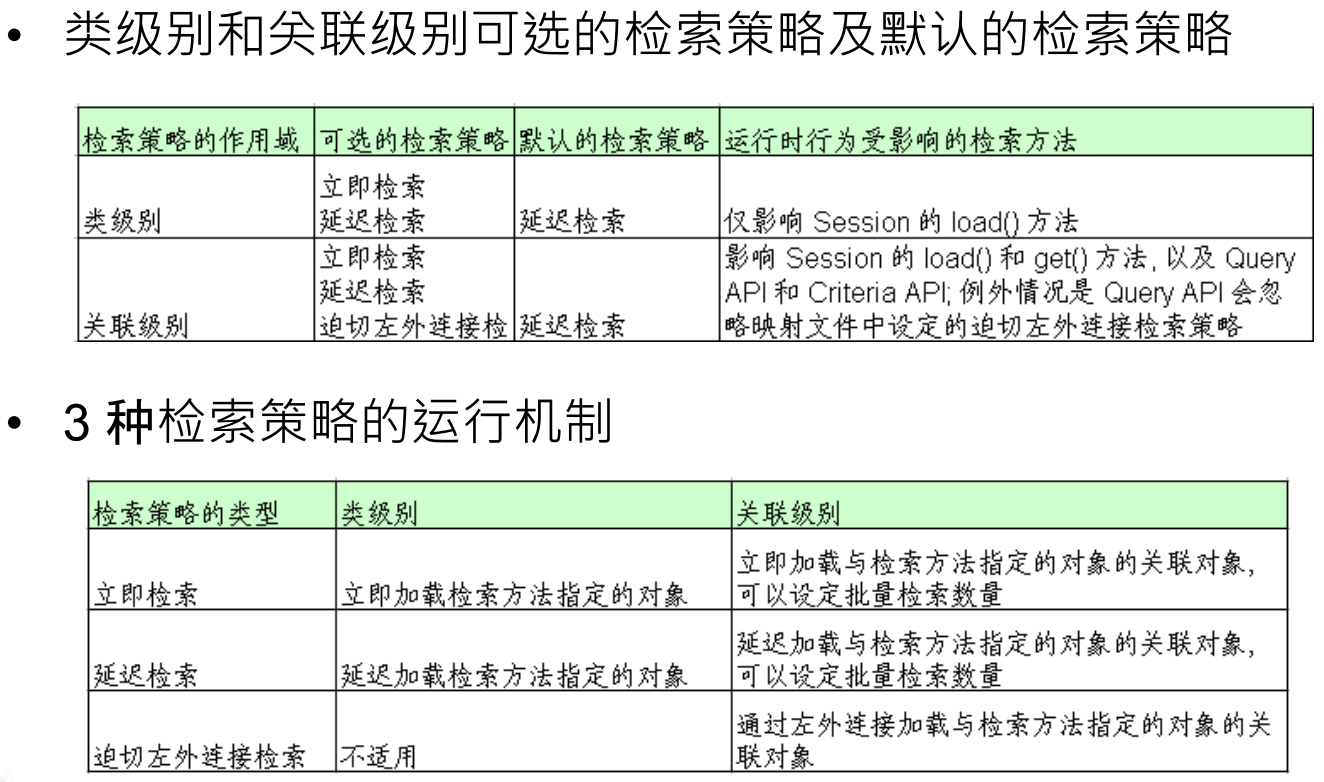 • 类级别和关联级别可选的检索策略及默认的检索策略
检索策略的作用域 可选的检索策略 默认的检索策略 运行时行为受影响的检索方法
立即检索
类级别 延迟检索 延迟检索 仅影响 Session 的 load() 方法
立即检索 影响 Session 的 load() 和 get() 方法, 以及 Query
延迟检索 API 和 Criteria API; 例外情况是 Query API 会忽
关联级别 迫切左外连接检 延迟检索 略映射文件中设定的迫切左外连接检索策略
• 3 种检索策略的运行机制
检索策略的类型 类级别 关联级别
立即加载与检索方法指定的对象的关联对象,
立即检索 立即加载检索方法指定的对象 可以设定批量检索数量
延迟加载与检索方法指定的对象的关联对象,
延迟检索 延迟加载检索方法指定的对象 可以设定批量检索数量
通过左外连接加载与检索方法指定的对象的关
迫切左外连接检索 不适用 联对象